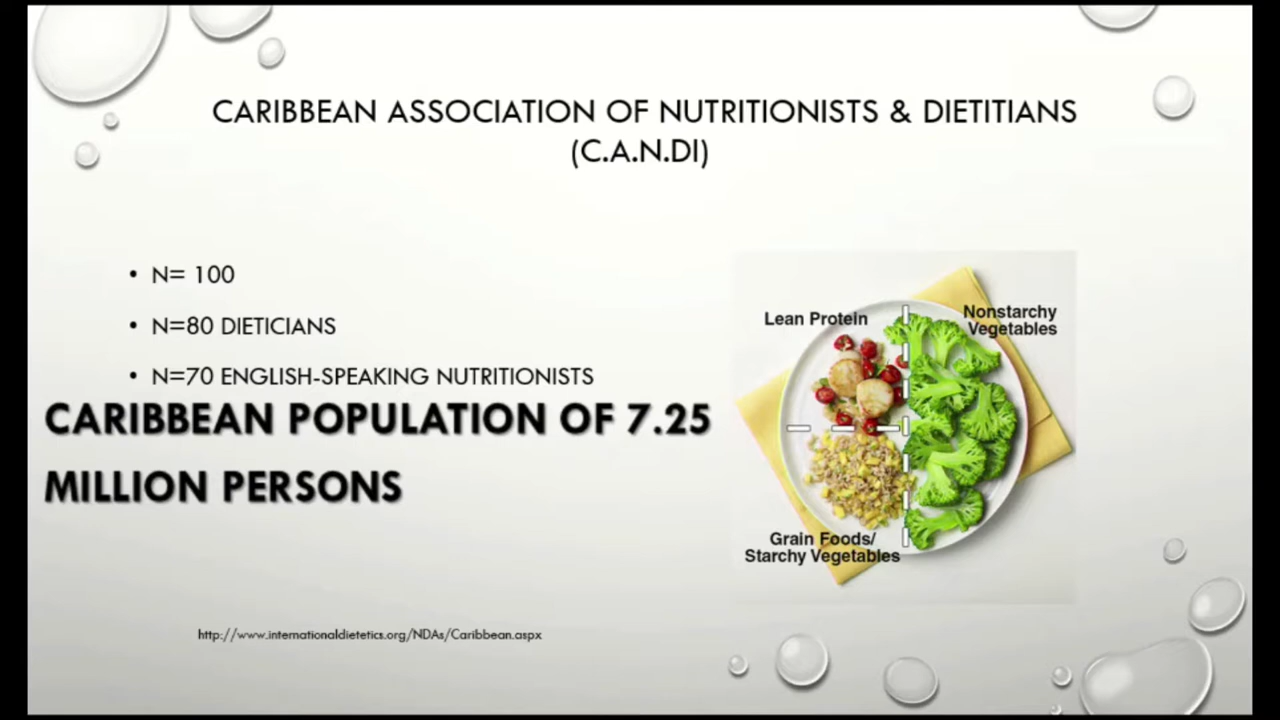 CARIBBEAN ASSOCIATION OF NUTRITIONISTS & DIETITIANS
(C.A.N.DI)
• N= 100
• N=80 DIETICIANS
• N=70 ENGLISH-SPEAKING NUTRITIONISTS
CARIBBEAN POPULATION OF 7.25
MILLION PERSONS
Lean Protein
Nonstarchy
Vegetables
Grain Foods/
Starchy Vegetables
http://www.internationaldietetics.org/NDAs/Caribbean.aspx